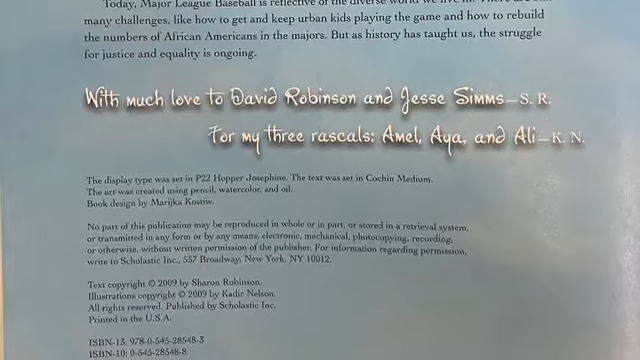 Today, Major League Baseball is reflective of the diverse world we live in. There are still
many challenges, like how to get and keep urban kids playing the game and how to rebuild
the numbers of African Americans in the majors. But as history has taught us, the struggle
for justice and equality is ongoing.
With much love to David Robinson and Jesse Simms—S. R.
For my three rascals: Amel, Aya, and Ali—K. N.
The display type was set in P22 Hopper Josephine. The text was set in Cochin Medium.
The art was created using pencil, watercolor, and oil.
Book design by Marijka Kostiw.
No part of this publication may be reproduced in whole or in part, or stored in a retrieval system,
or transmitted in any form or by any means, electronic, mechanical, photocopying, recording,
or otherwise, without written permission of the publisher. For information regarding permission,
write to Scholastic Inc., 557 Broadway, New York, NY 10012.
Text copyright © 2009 by Sharon Robinson.
Illustrations copyright © 2009 by Kadir Nelson.
All rights reserved. Published by Scholastic Inc.
Printed in the U.S.A.
ISBN-13: 978-0-545-28548-3
ISBN-10: 0-545-28548-8